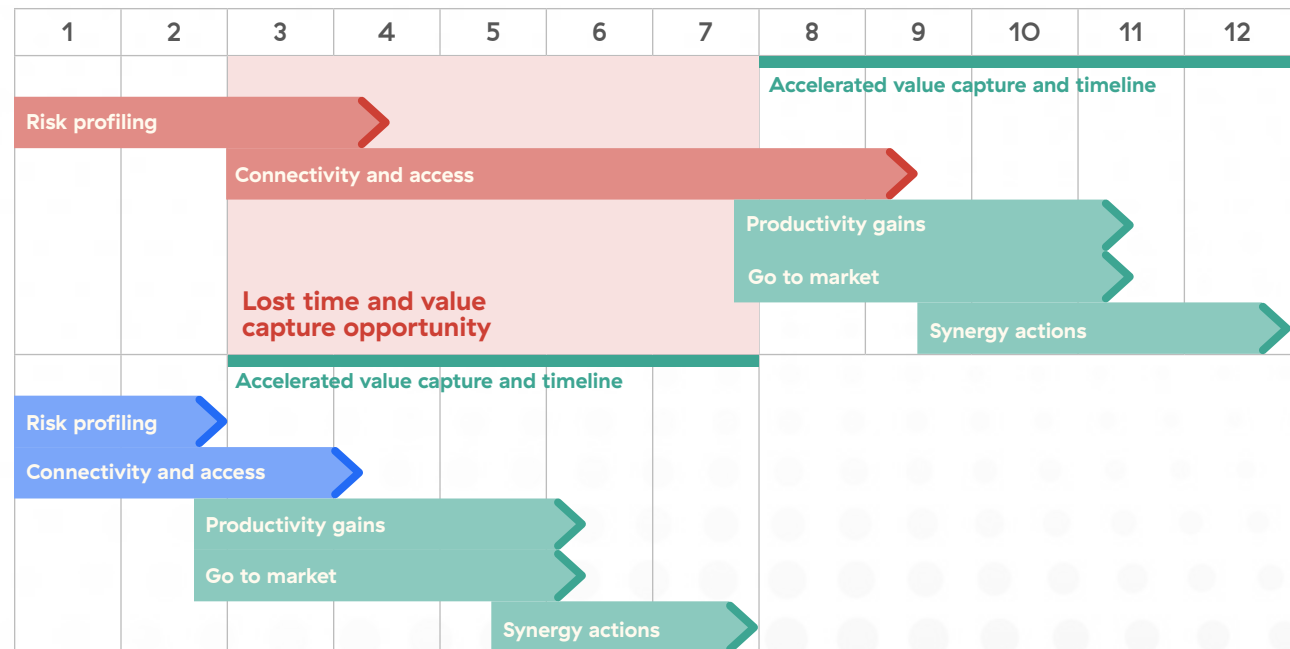 1 2 3 4 5 6 7 8 9 10 11 12
Accelerated value capture and timeline
Risk profiling
Connectivity and access
Productivity gains
Go to market
Lost time and value
capture opportunity
Synergy actions
Accelerated value capture and timeline
Risk profiling
Connectivity and access
Productivity gains
Go to market
Synergy actions